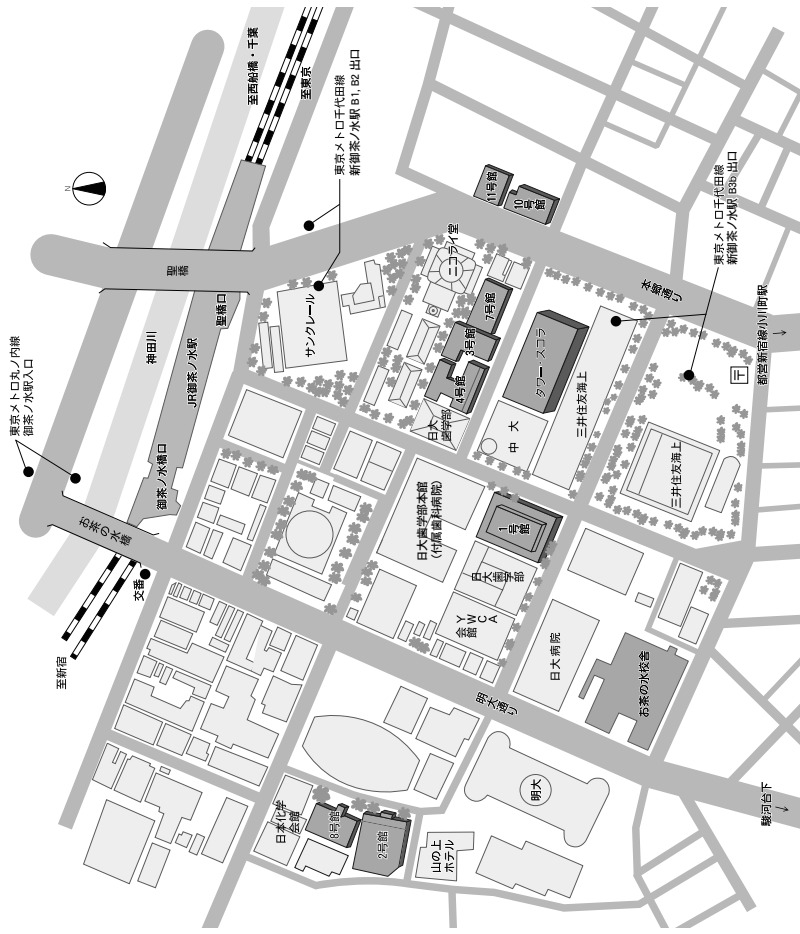 至西船橋・千葉
至東京
東京メトロ千代田線
新御茶ノ水駅 B1, B2 出口
N
11号館
10
号館
東京メトロ千代田線
新御茶ノ水駅 B3b 出口
聖
橋
ニコライ堂
本郷通り
都営新宿線小川町駅
→
〒
聖橋口
サンクレール
7号館
3号館
4号館
タワー・スコラ
三井住友海上
神田川
JR御茶ノ水駅
東京メトロ丸ノ内線
御茶ノ水駅入口
日大
歯学部
中 大
三井住友海上
御茶ノ水橋口
お茶の水
橋
日大歯学部本館
(付属歯科病院)
1
号館
日大歯学部
交番
YWCA
会館
至新宿
日大病院
お茶の水校舎
明大
通り
日本化学
会館
8号館
2号館
山の上
ホテル
明大
駿河台下
→